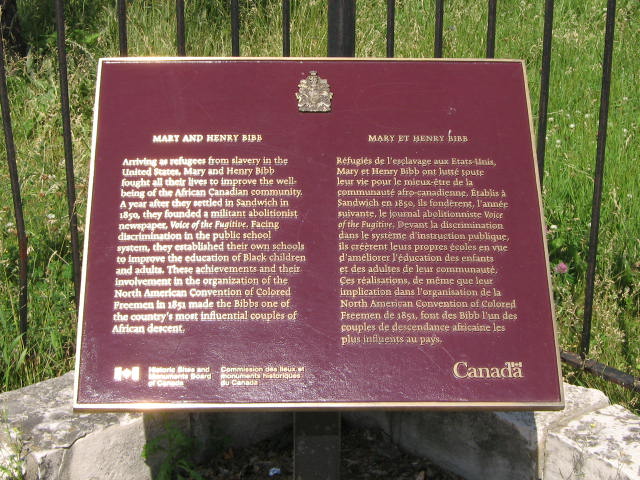 MARY AND HENRY BIBB
Arriving as refugees from slavery in the
United States, Mary and Henry Bibb
fought all their lives to improve the well-
being of the African Canadian community.
A year after they settled in Sandwich in
1850, they founded a militant abolitionist
newspaper, Voice of the Fugitive. Facing
discrimination in the public school
system, they established their own schools
to improve the education of Black children
and adults. These achievements and their
involvement in the organization of the
North American Convention of Colored
Freemen in 1851 made the Bibbs one of
the country's most influential couples of
African descent.
MARY ET HENRY BIBB
Réfugiés de l'esclavage aux États-Unis,
Mary et Henry Bibb ont lutté toute
leur vie pour le mieux-être de la
communauté afro-canadienne. Établis à
Sandwich en 1850, ils fondèrent, l'année
suivante, le journal abolitionniste Voice
of the Fugitive. Devant la discrimination
dans le système d'instruction publique,
ils créèrent leurs propres écoles en vue
d'améliorer l'éducation des enfants
et des adultes de leur communauté.
Ces réalisations, de même que leur
implication dans l'organisation de la
North American Convention of Colored
Freemen de 1851, font des Bibb l'un des
couples de descendance africaine les
plus influents au pays.
Historic Sites and
Monuments Board
of Canada
Commission des lieux et
monuments historiques
du Canada
Canada